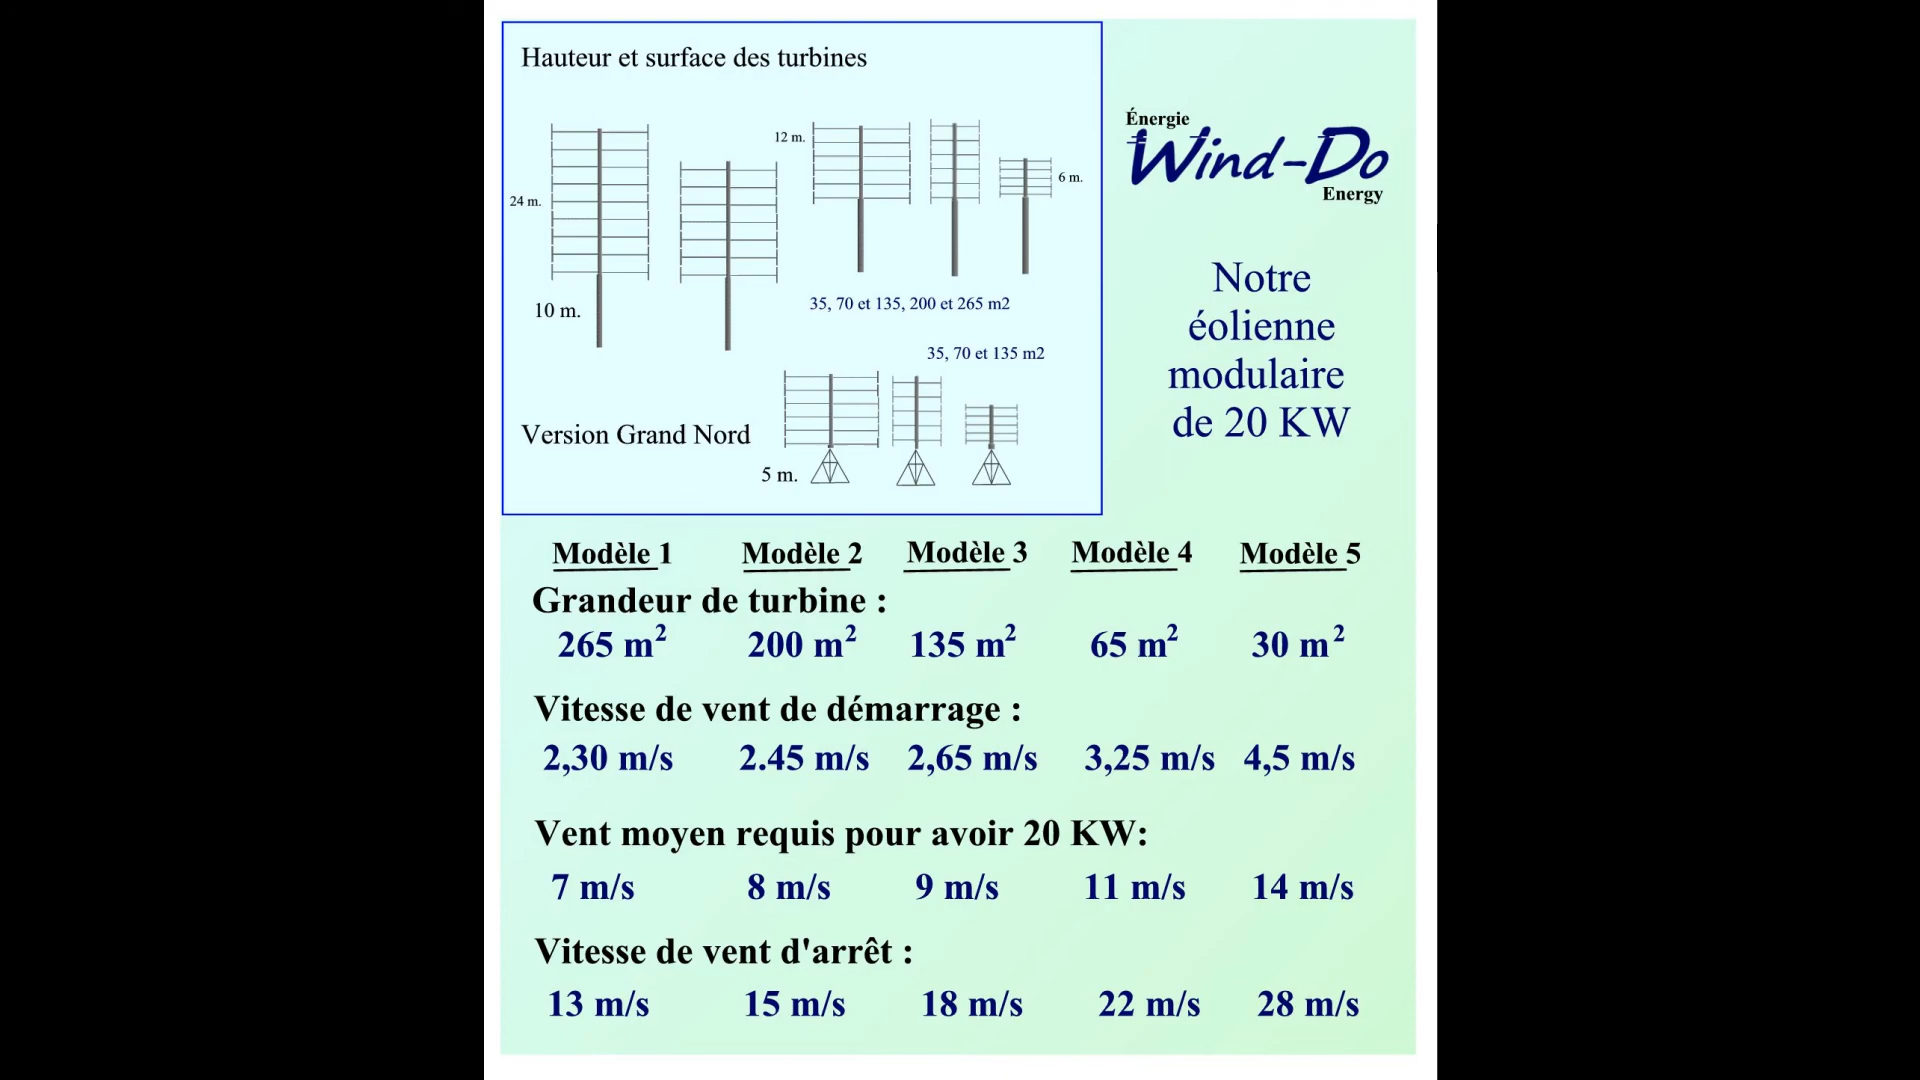 Hauteur et surface des turbines
12 m.
6 m.
24 m.
10 m.
35, 70 et 135, 200 et 265 m2
35, 70 et 135 m2
Version Grand Nord
5 m.
Énergie
Wind-Do
Energy
Notre
éolienne
modulaire
de 20 KW
Modèle 1 Modèle 2 Modèle 3 Modèle 4 Modèle 5
Grandeur de turbine :
265 m² 200 m² 135 m² 65 m² 30 m²
Vitesse de vent de démarrage :
2,30 m/s 2.45 m/s 2,65 m/s 3,25 m/s 4,5 m/s
Vent moyen requis pour avoir 20 KW:
7 m/s 8 m/s 9 m/s 11 m/s 14 m/s
Vitesse de vent d'arrêt :
13 m/s 15 m/s 18 m/s 22 m/s 28 m/s